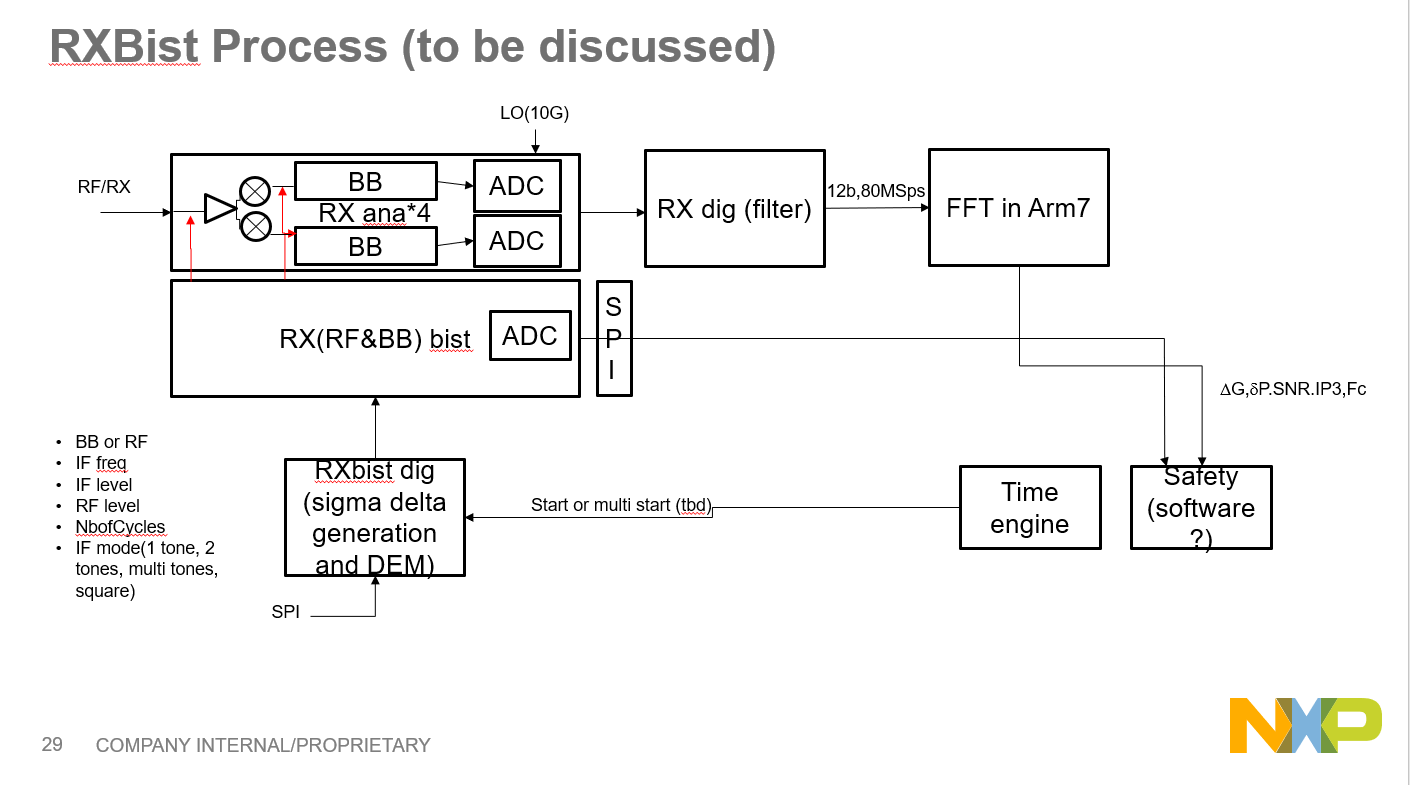 RXBist Process (to be discussed)
LO(10G)
RF/RX
BB
ADC
RX ana*4
BB
ADC
RX dig (filter)
12b,80MSps
FFT in Arm7
RX(RF&BB) bist
ADC
S
P
I
ΔG,δP.SNR.IP3,Fc
• BB or RF
• IF freq
• IF level
• RF level
• NbofCycles
• IF mode(1 tone, 2
tones, multi tones,
square)
RXbist dig
(sigma delta
generation
and DEM)
SPI
Start or multi start (tbd)
Time
engine
Safety
(software
?)
29 COMPANY INTERNAL/PROPRIETARY
NXP